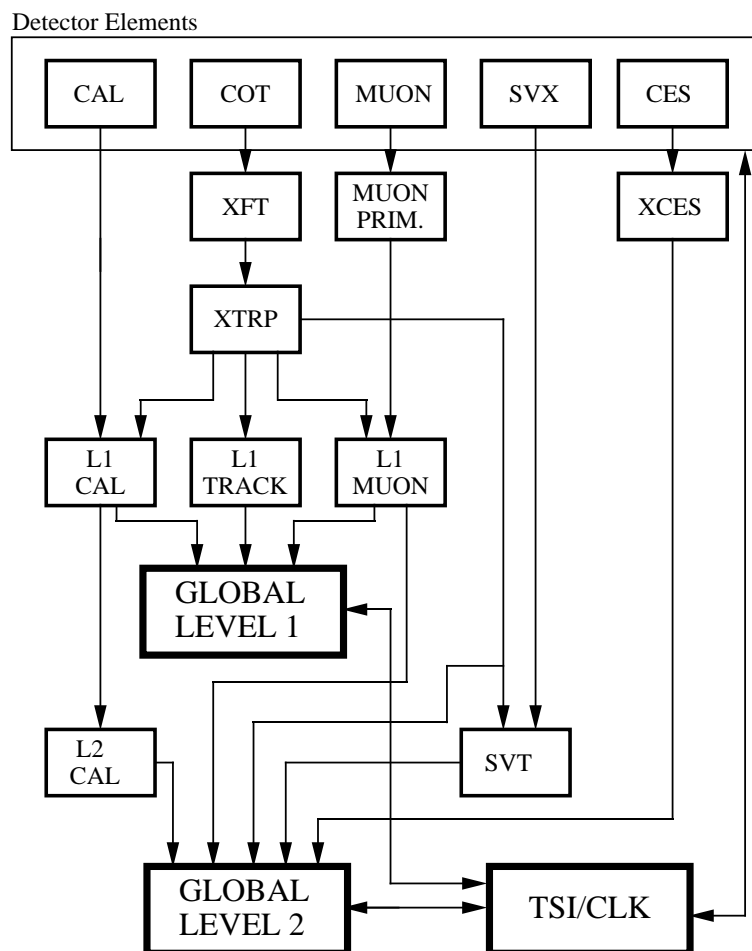 Detector Elements
CAL
COT
MUON
SVX
CES
XFT
MUON
PRIM.
XCES
XTRP
L1
CAL
L1
TRACK
L1
MUON
GLOBAL
LEVEL 1
L2
CAL
SVT
GLOBAL
LEVEL 2
TSI/CLK